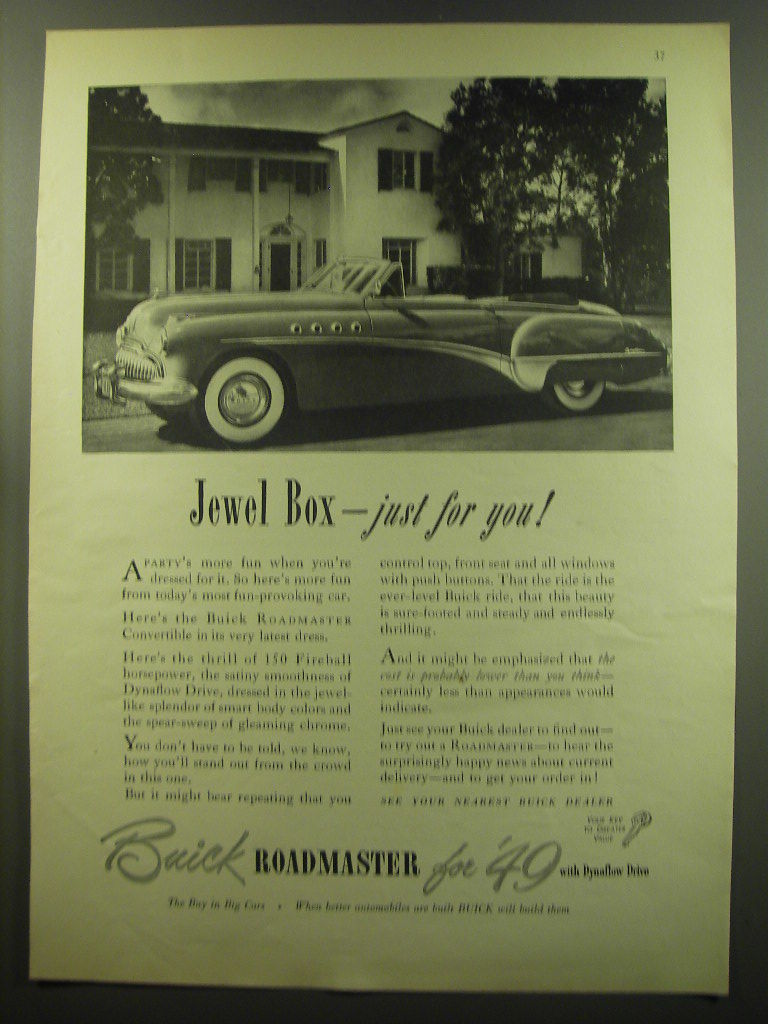 37
Jewel Box—just for you!
A PARTY'S more fun when you're
dressed for it. So here's more fun
from today's most fun-provoking car.
Here's the Buick ROADMASTER
Convertible in its very latest dress.
Here's the thrill of 150 Fireball
horsepower, the satiny smoothness of
Dynaflow Drive, dressed in the jewel-
like splendor of smart body colors and
the spear-sweep of gleaming chrome.
You don't have to be told, we know,
how you'll stand out from the crowd
in this one.
But it might bear repeating that you
control top, front seat and all windows
with push buttons. That the ride is the
ever-level Buick ride, that this beauty
is sure-footed and steady and endlessly
thrilling.
And it might be emphasized that the
cost is probably lower than you think—
certainly less than appearances would
indicate.
Just see your Buick dealer to find out—
to try out a ROADMASTER—to hear the
surprisingly happy news about current
delivery—and to get your order in!
SEE YOUR NEAREST BUICK DEALER
YOUR KEY
TO GREATER
VALUE
Buick ROADMASTER for '49 with Dynaflow Drive
The Buy in Big Cars • When better automobiles are built BUICK will build them